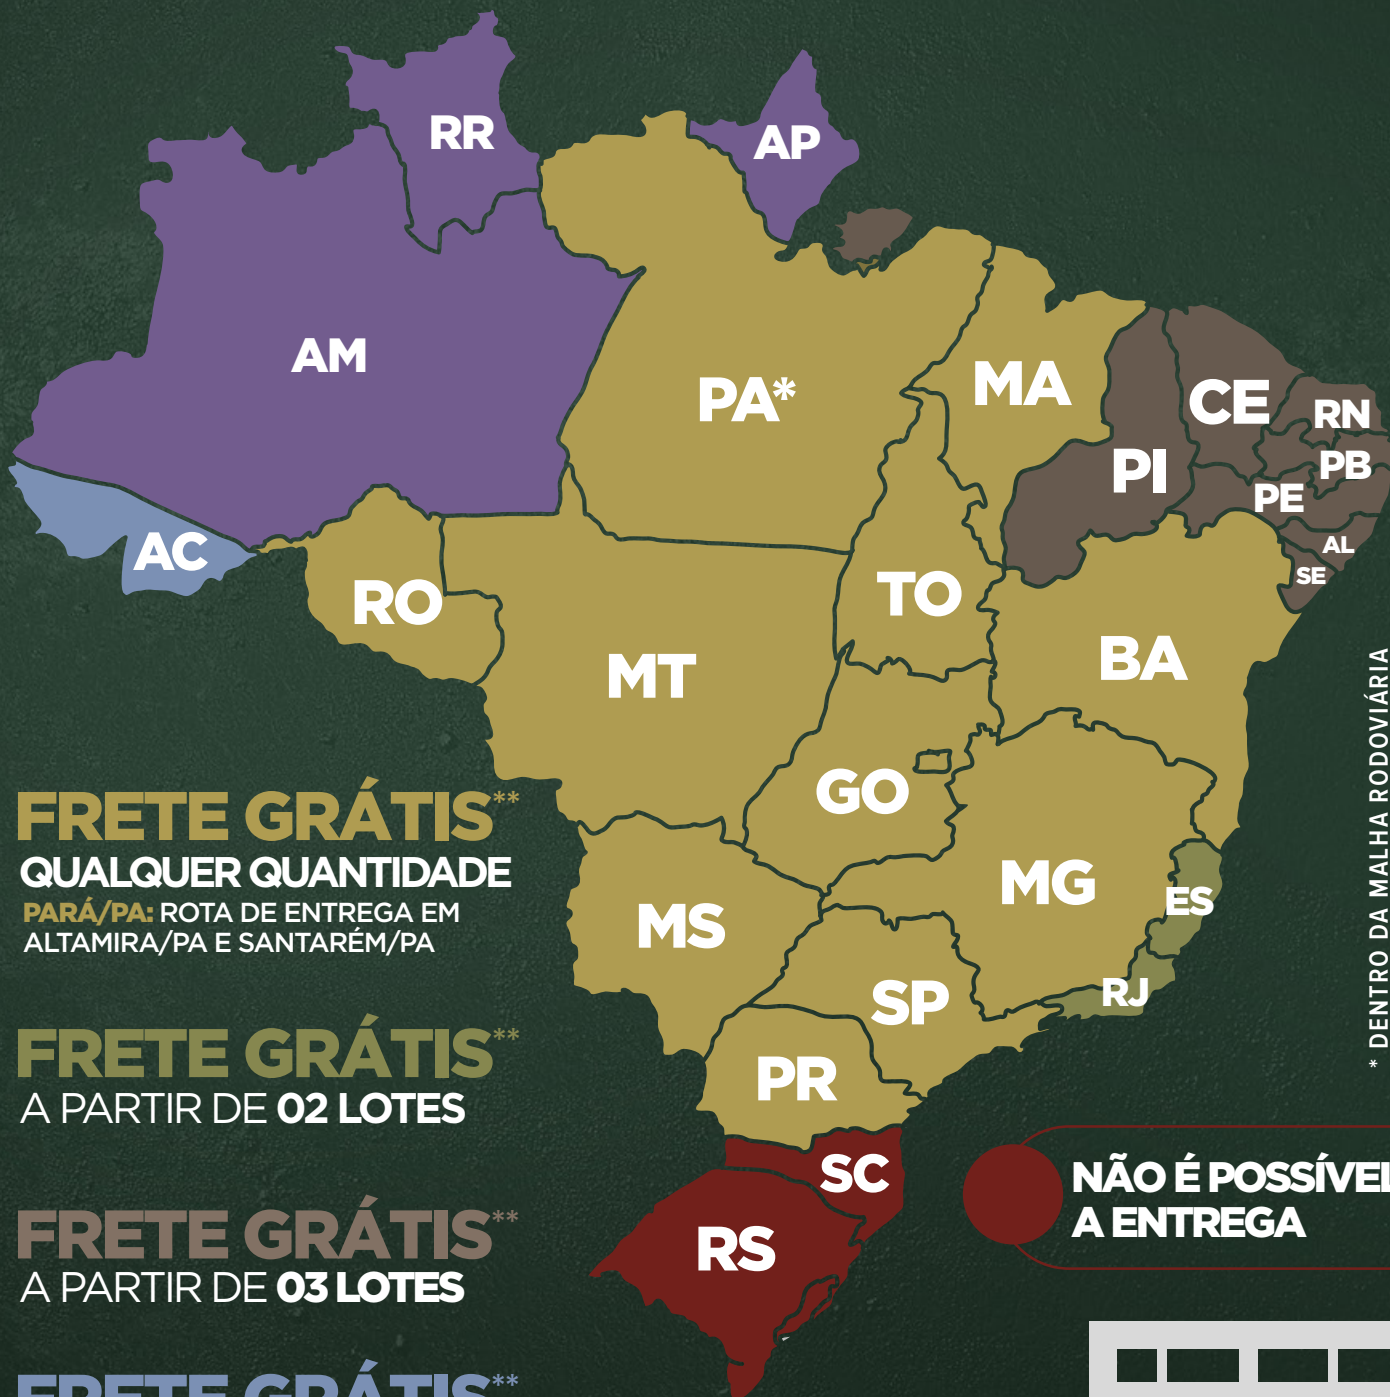 RR
AP
AM
PA*
MA
CE
RN
PI
PB
PE
AL
SE
AC
RO
TO
MT
BA
GO
MG
ES
MS
SP
RJ
PR
SC
RS
FRETE GRÁTIS**
QUALQUER QUANTIDADE
PARÁ/PA: ROTA DE ENTREGA EM
ALTAMIRA/PA E SANTARÉM/PA
FRETE GRÁTIS**
A PARTIR DE 02 LOTES
FRETE GRÁTIS**
A PARTIR DE 03 LOTES
FRETE GRÁTIS**
* DENTRO DA MALHA RODOVIÁRIA
NÃO É POSSÍVEL
A ENTREGA